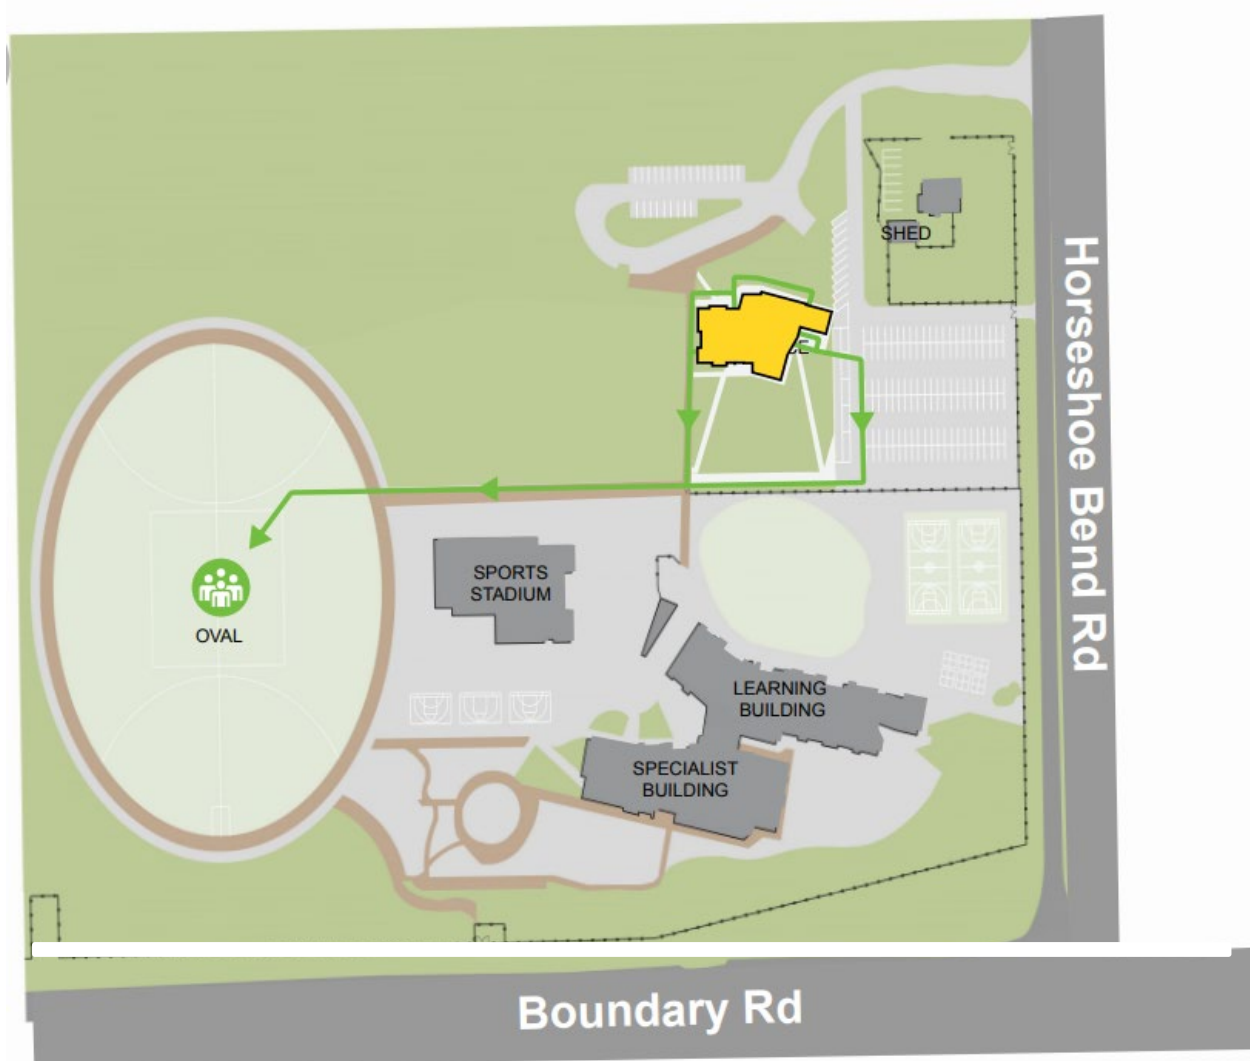 SHED
Horseshoe Bend Rd
SPORTS
STADIUM
OVAL
LEARNING
BUILDING
SPECIALIST
BUILDING
Boundary Rd